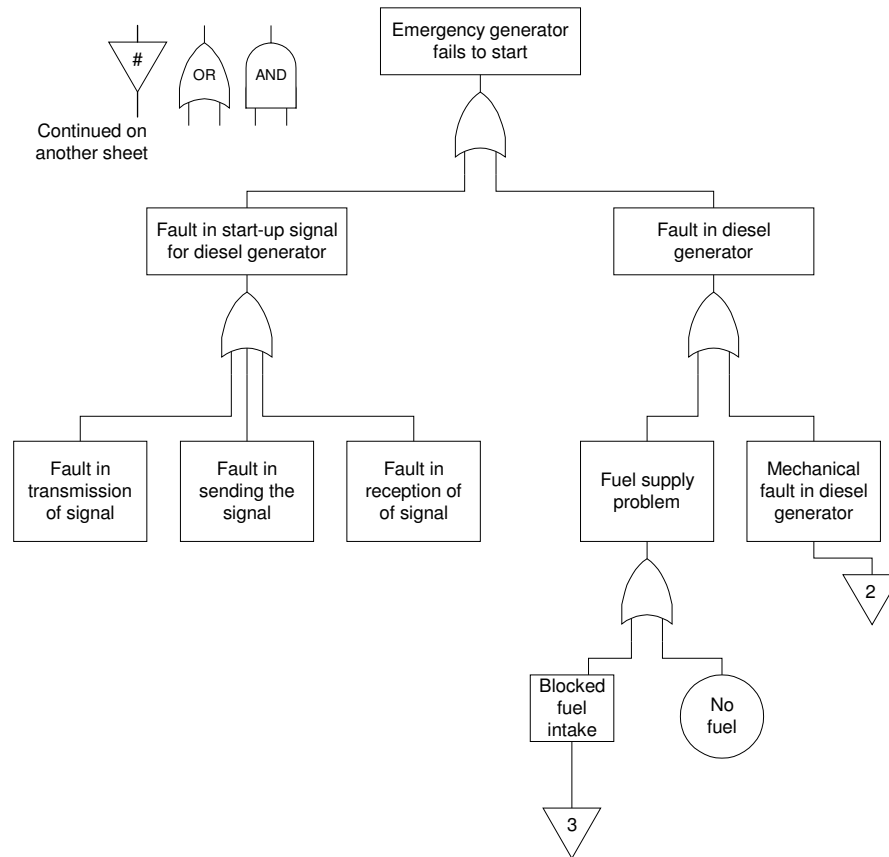 Emergency generator
fails to start
#
OR
AND
Continued on
another sheet
Fault in start-up signal
for diesel generator
Fault in diesel
generator
Fault in
transmission
of signal
Fault in
sending the
signal
Fault in
reception of
of signal
Fuel supply
problem
Mechanical
fault in diesel
generator
2
Blocked
fuel
intake
No
fuel
3